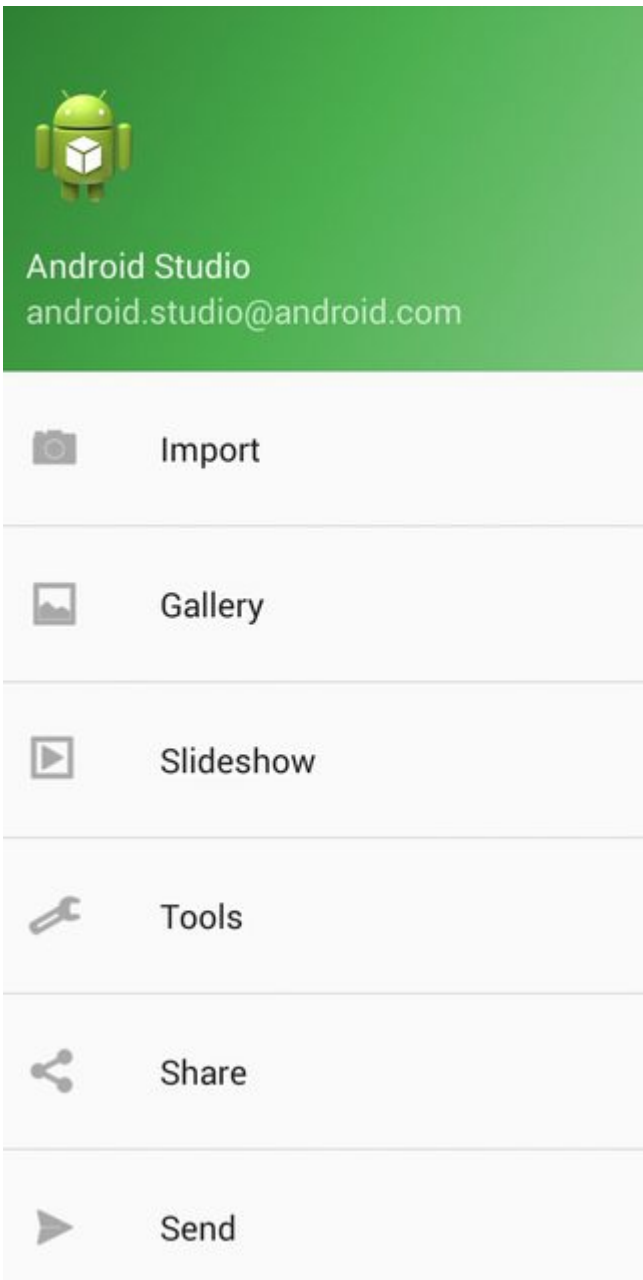 Android Studio
android.studio@android.com
Import
Gallery
Slideshow
Tools
Share
Send